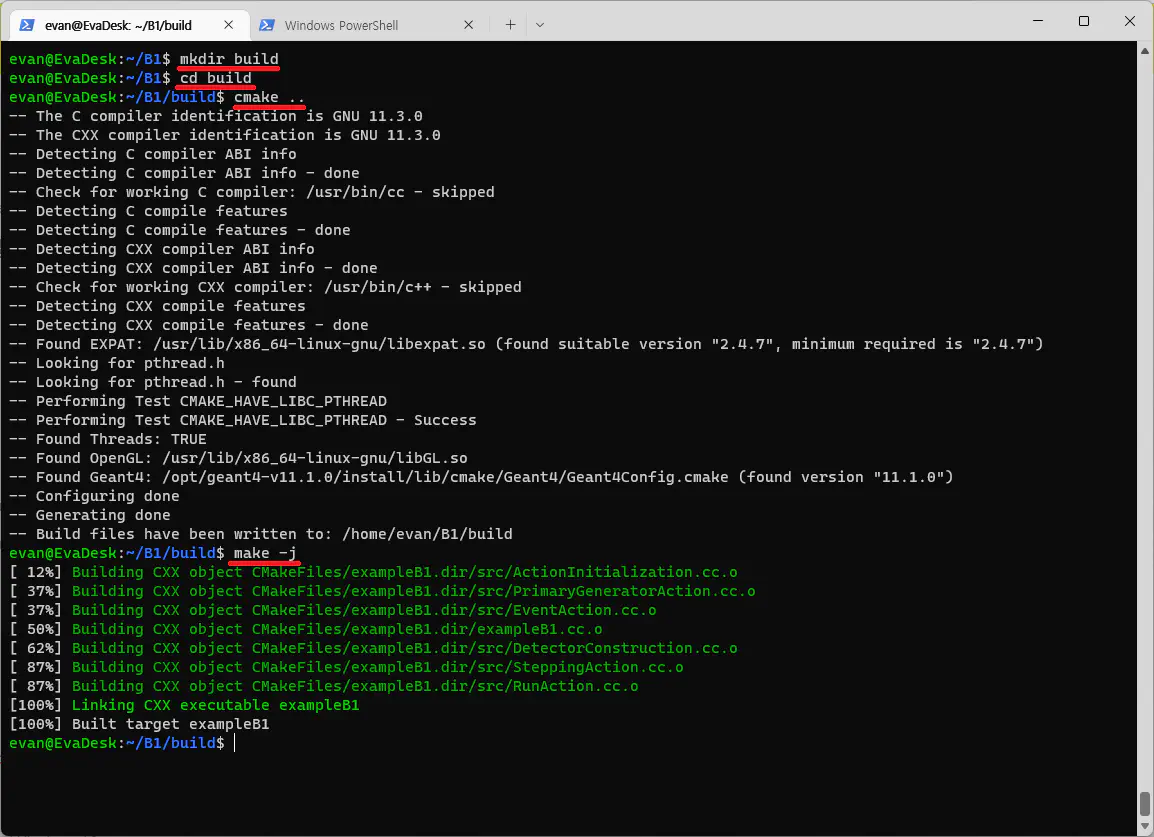 evan@EvaDesk: ~/B1/build
Windows PowerShell
evan@EvaDesk:~/B1$ mkdir build
evan@EvaDesk:~/B1$ cd build
evan@EvaDesk:~/B1/build$ cmake ..
-- The C compiler identification is GNU 11.3.0
-- The CXX compiler identification is GNU 11.3.0
-- Detecting C compiler ABI info
-- Detecting C compiler ABI info - done
-- Check for working C compiler: /usr/bin/cc - skipped
-- Detecting C compile features
-- Detecting C compile features - done
-- Detecting CXX compiler ABI info
-- Detecting CXX compiler ABI info - done
-- Check for working CXX compiler: /usr/bin/c++ - skipped
-- Detecting CXX compile features
-- Detecting CXX compile features - done
-- Found EXPAT: /usr/lib/x86_64-linux-gnu/libexpat.so (found suitable version "2.4.7", minimum required is "2.4.7")
-- Looking for pthread.h
-- Looking for pthread.h - found
-- Performing Test CMAKE_HAVE_LIBC_PTHREAD
-- Performing Test CMAKE_HAVE_LIBC_PTHREAD - Success
-- Found Threads: TRUE
-- Found OpenGL: /usr/lib/x86_64-linux-gnu/libGL.so
-- Found Geant4: /opt/geant4-v11.1.0/install/lib/cmake/Geant4/Geant4Config.cmake (found version "11.1.0")
-- Configuring done
-- Generating done
-- Build files have been written to: /home/evan/B1/build
evan@EvaDesk:~/B1/build$ make -j
[ 12%] Building CXX object CMakeFiles/exampleB1.dir/src/ActionInitialization.cc.o
[ 37%] Building CXX object CMakeFiles/exampleB1.dir/src/PrimaryGeneratorAction.cc.o
[ 37%] Building CXX object CMakeFiles/exampleB1.dir/src/EventAction.cc.o
[ 50%] Building CXX object CMakeFiles/exampleB1.dir/exampleB1.cc.o
[ 62%] Building CXX object CMakeFiles/exampleB1.dir/src/DetectorConstruction.cc.o
[ 87%] Building CXX object CMakeFiles/exampleB1.dir/src/SteppingAction.cc.o
[ 87%] Building CXX object CMakeFiles/exampleB1.dir/src/RunAction.cc.o
[100%] Linking CXX executable exampleB1
[100%] Built target exampleB1
evan@EvaDesk:~/B1/build$